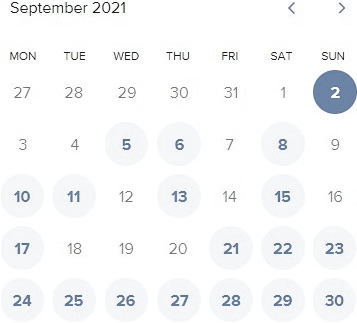 September 2021
MON TUE WED THU FRI SAT SUN
27 28 29 30 31 1 2
3 4 5 6 7 8 9
10 11 12 13 14 15 16
17 18 19 20 21 22 23
24 25 26 27 28 29 30